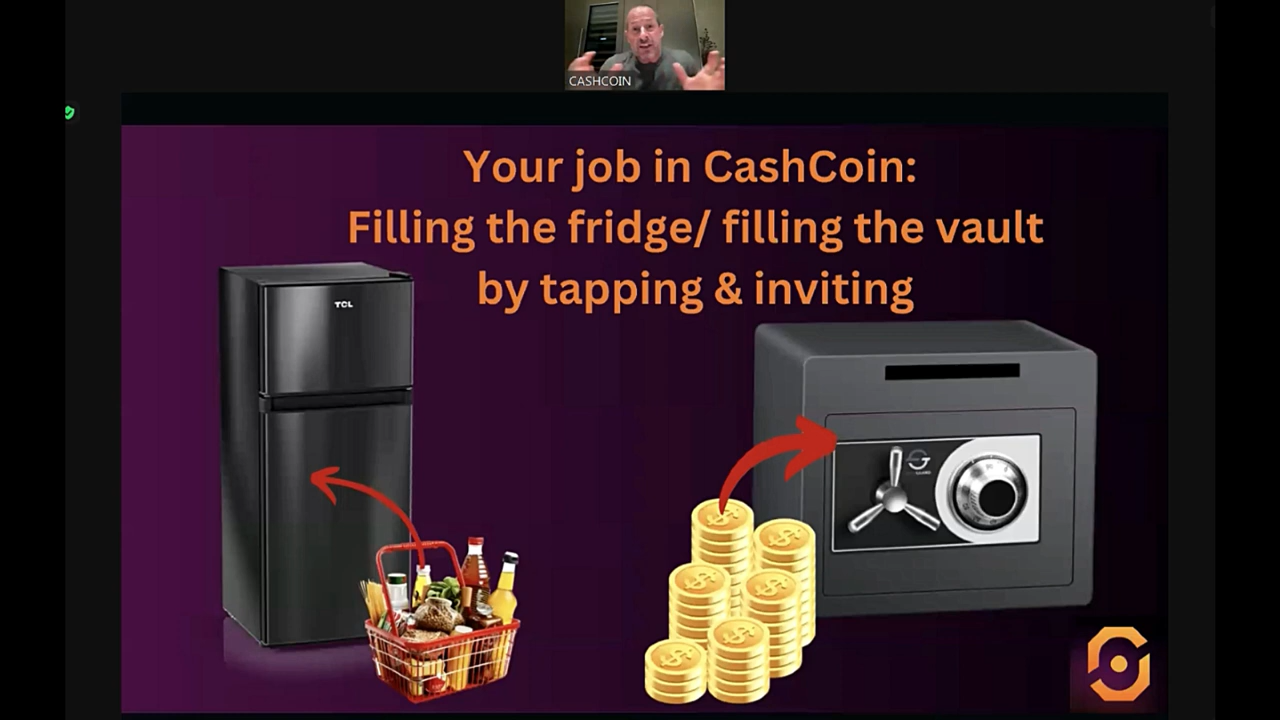 CASHCOIN
Your job in CashCoin:
Filling the fridge/ filling the vault
by tapping & inviting
TCL